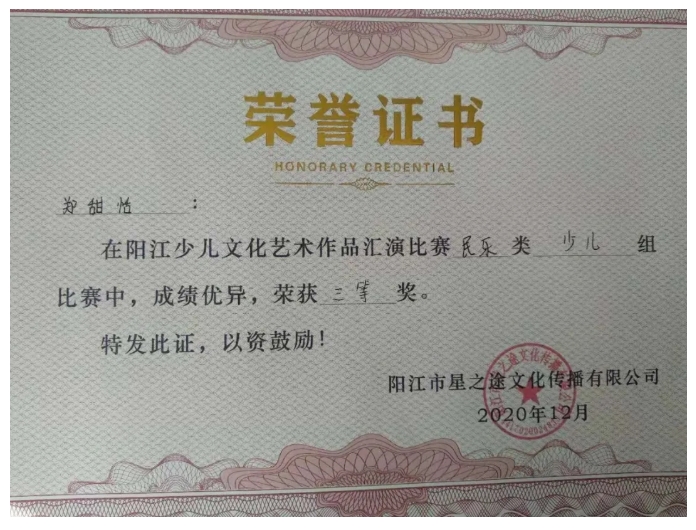 荣誉证书
HONORARY CREDENTIAL
郑甜怡：
在阳江少儿文化艺术作品汇演比赛民乐类少儿组
比赛中，成绩优异，荣获三等奖。
特发此证，以资鼓励！
阳江市星之途文化传播有限公司
2020年12月